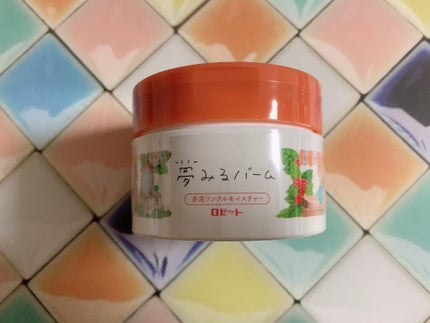 夢みるバーム
赤泥リンクルモイスチャー
ロゼット